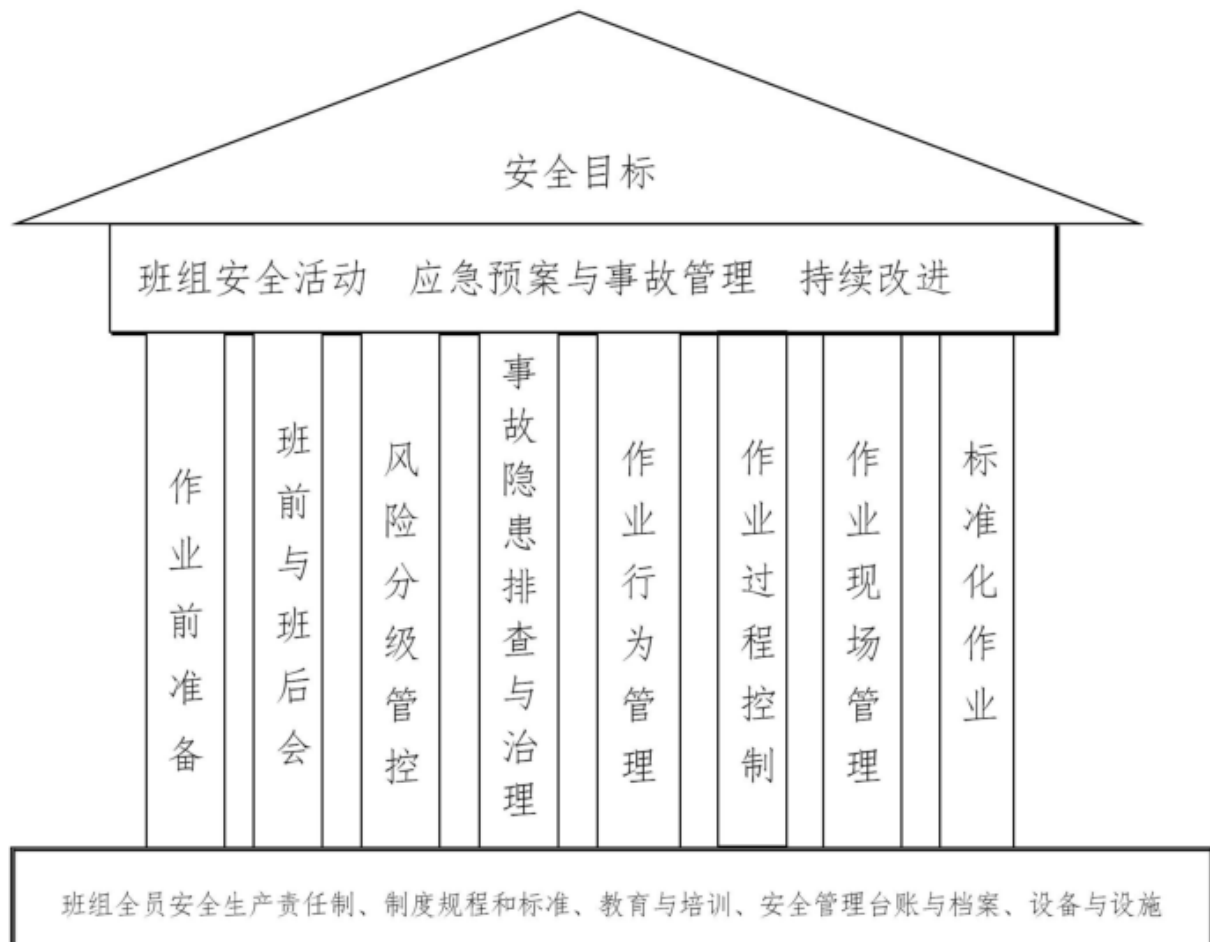 安全目标
班组安全活动 应急预案与事故管理 持续改进
作业前准备
班前与班后会
风险分级管控
事故隐患排查与治理
作业行为管理
作业过程控制
作业现场管理
标准化作业
班组全员安全生产责任制、制度规程和标准、教育与培训、安全管理台账与档案、设备与设施